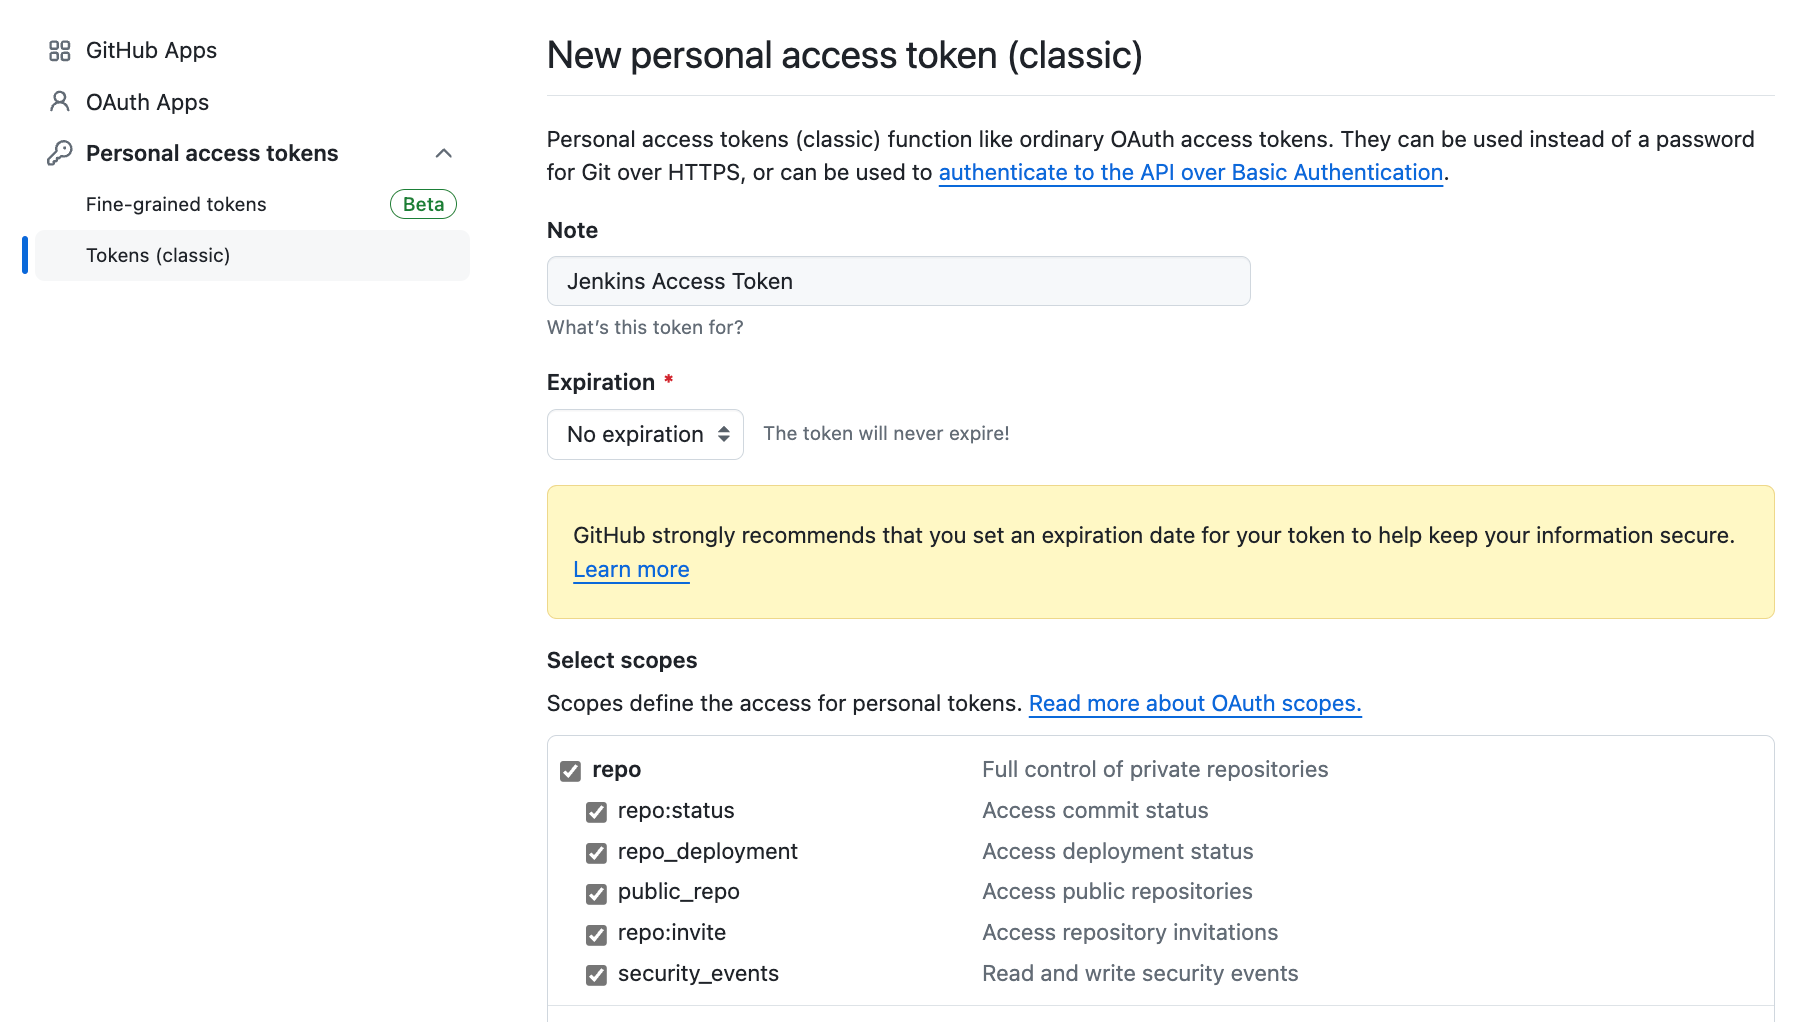 GitHub Apps
OAuth Apps
Personal access tokens
Fine-grained tokens Beta
Tokens (classic)
New personal access token (classic)
Personal access tokens (classic) function like ordinary OAuth access tokens. They can be used instead of a password
for Git over HTTPS, or can be used to authenticate to the API over Basic Authentication.
Note
Jenkins Access Token
What's this token for?
Expiration *
No expiration The token will never expire!
GitHub strongly recommends that you set an expiration date for your token to help keep your information secure.
Learn more
Select scopes
Scopes define the access for personal tokens. Read more about OAuth scopes.
repo Full control of private repositories
repo:status Access commit status
repo_deployment Access deployment status
public_repo Access public repositories
repo:invite Access repository invitations
security_events Read and write security events